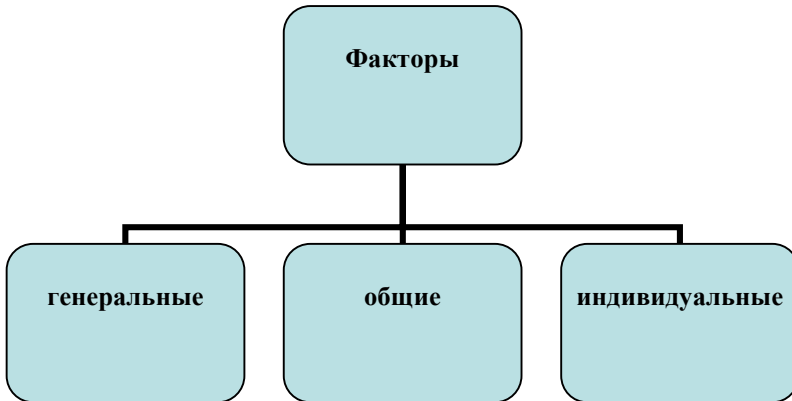 Факторы
генеральные
общие
индивидуальные